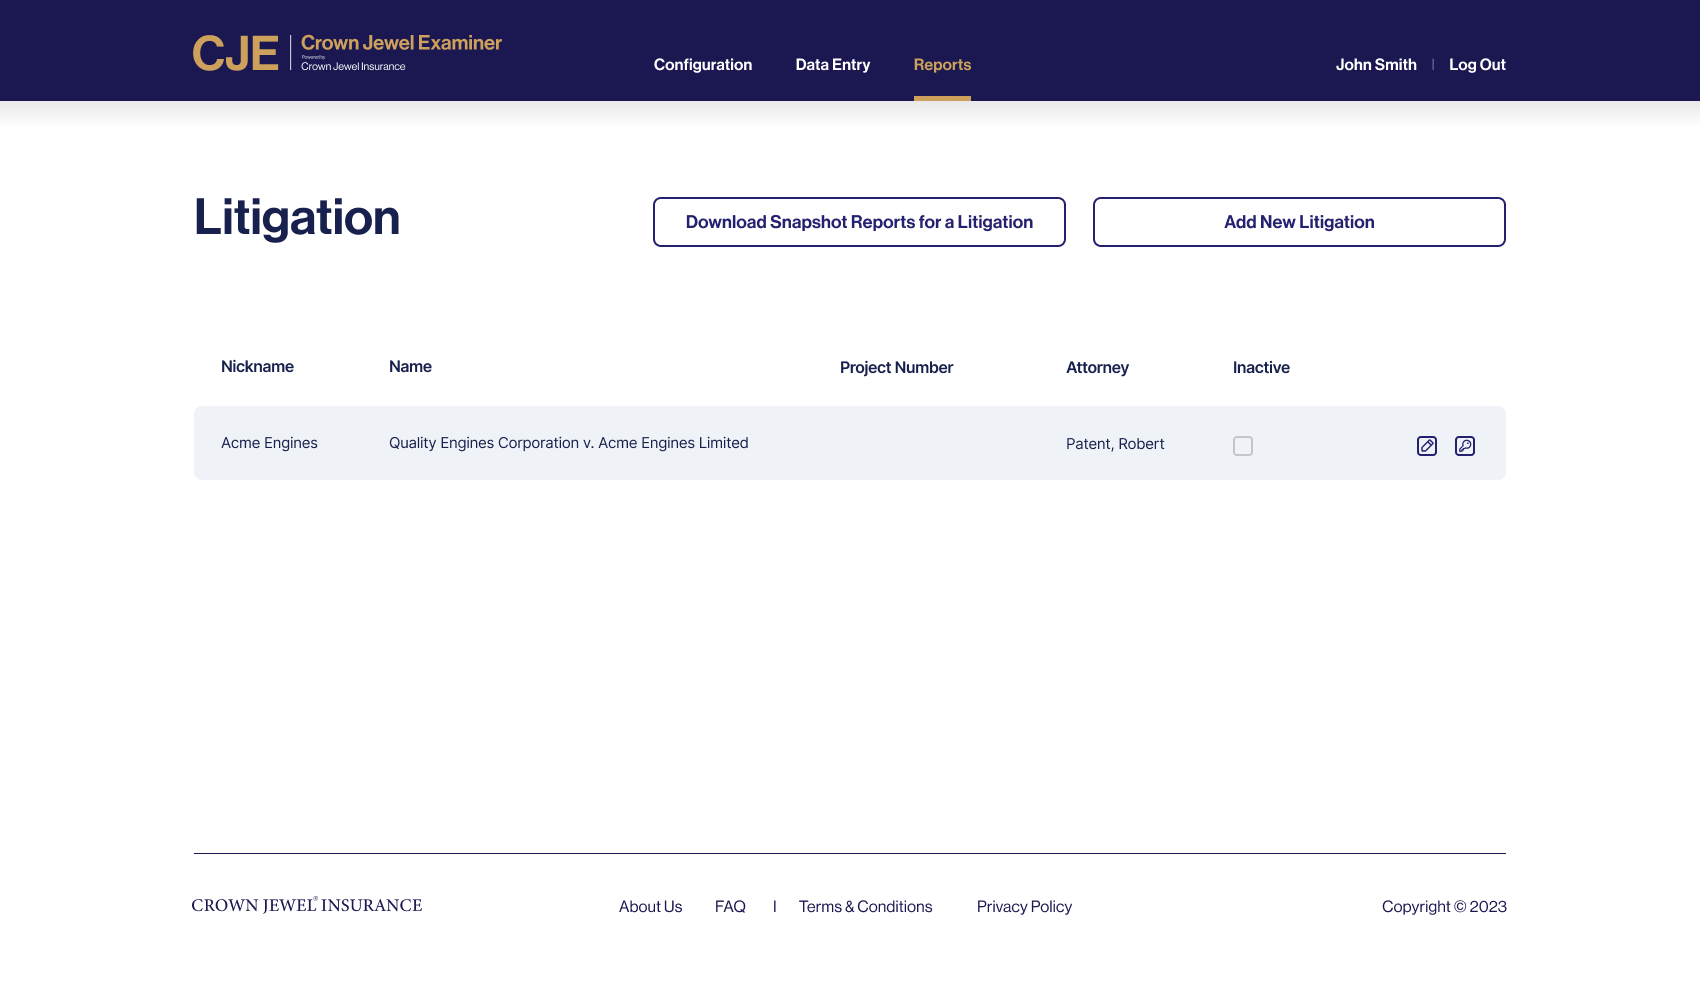 CJE
Crown Jewel Examiner
Powered by
Crown Jewel Insurance
Configuration
Data Entry
Reports
John Smith | Log Out
Litigation
Download Snapshot Reports for a Litigation
Add New Litigation
Nickname
Name
Project Number
Attorney
Inactive
Acme Engines
Quality Engines Corporation v. Acme Engines Limited
Patent, Robert
CROWN JEWEL® INSURANCE
About Us
FAQ
|
Terms & Conditions
Privacy Policy
Copyright © 2023